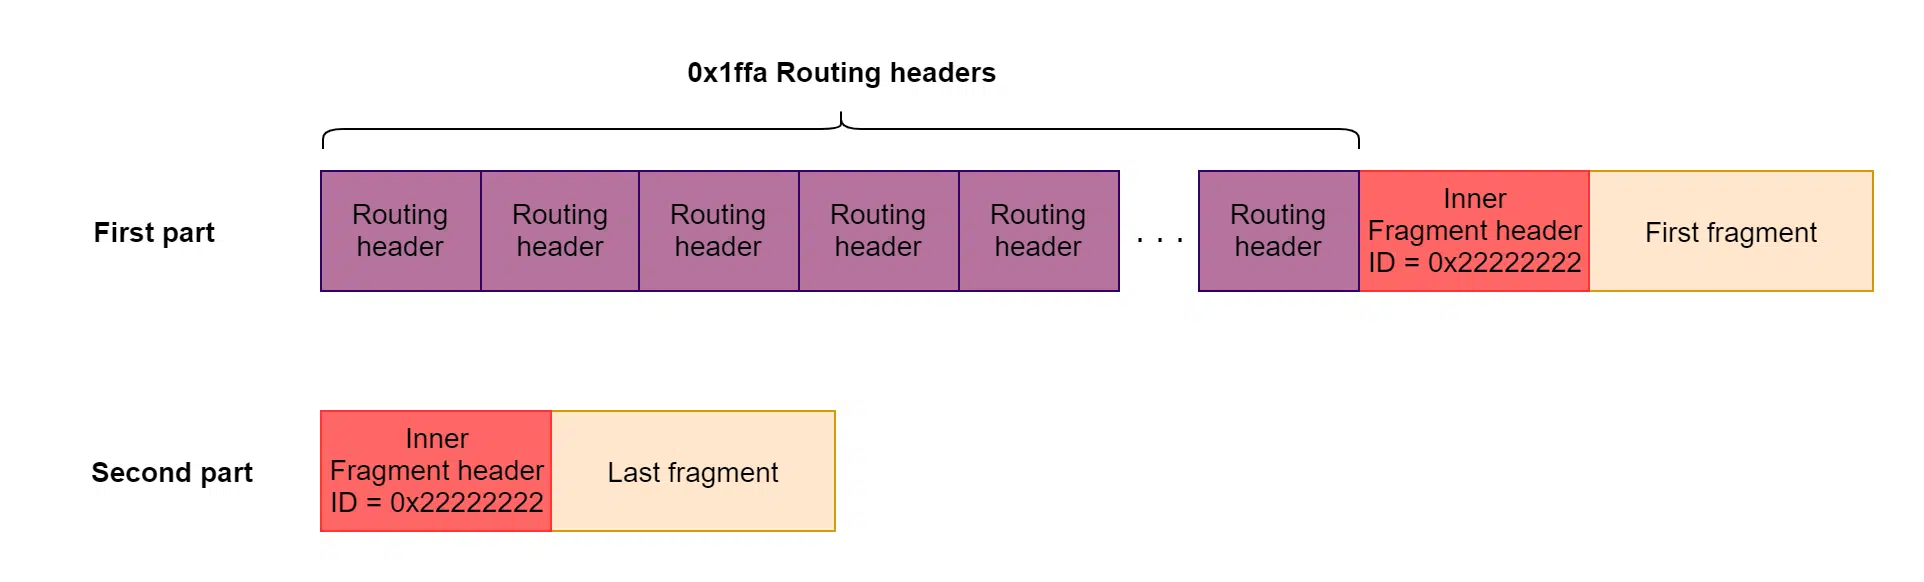 0x1ffa Routing headers
First part
Routing
header
Routing
header
Routing
header
Routing
header
Routing
header
. . .
Routing
header
Inner
Fragment header
ID = 0x22222222
First fragment
Second part
Inner
Fragment header
ID = 0x22222222
Last fragment